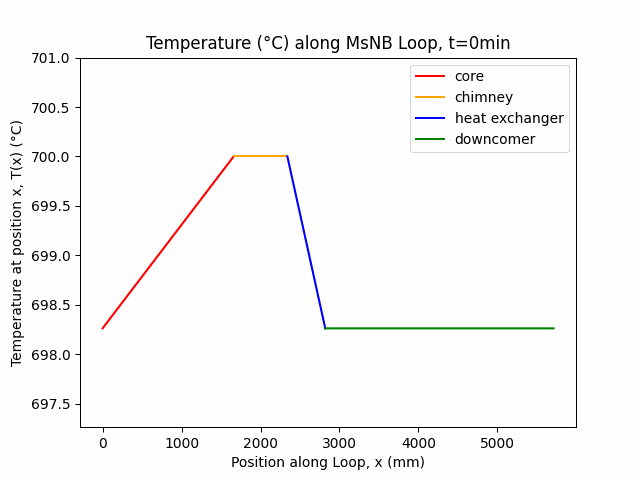 Temperature (°C) along MsNB Loop, t=0min
701.0
700.5
700.0
699.5
699.0
698.5
698.0
697.5
Temperature at position x, T(x) (°C)
core
chimney
heat exchanger
downcomer
0 1000 2000 3000 4000 5000
Position along Loop, x (mm)